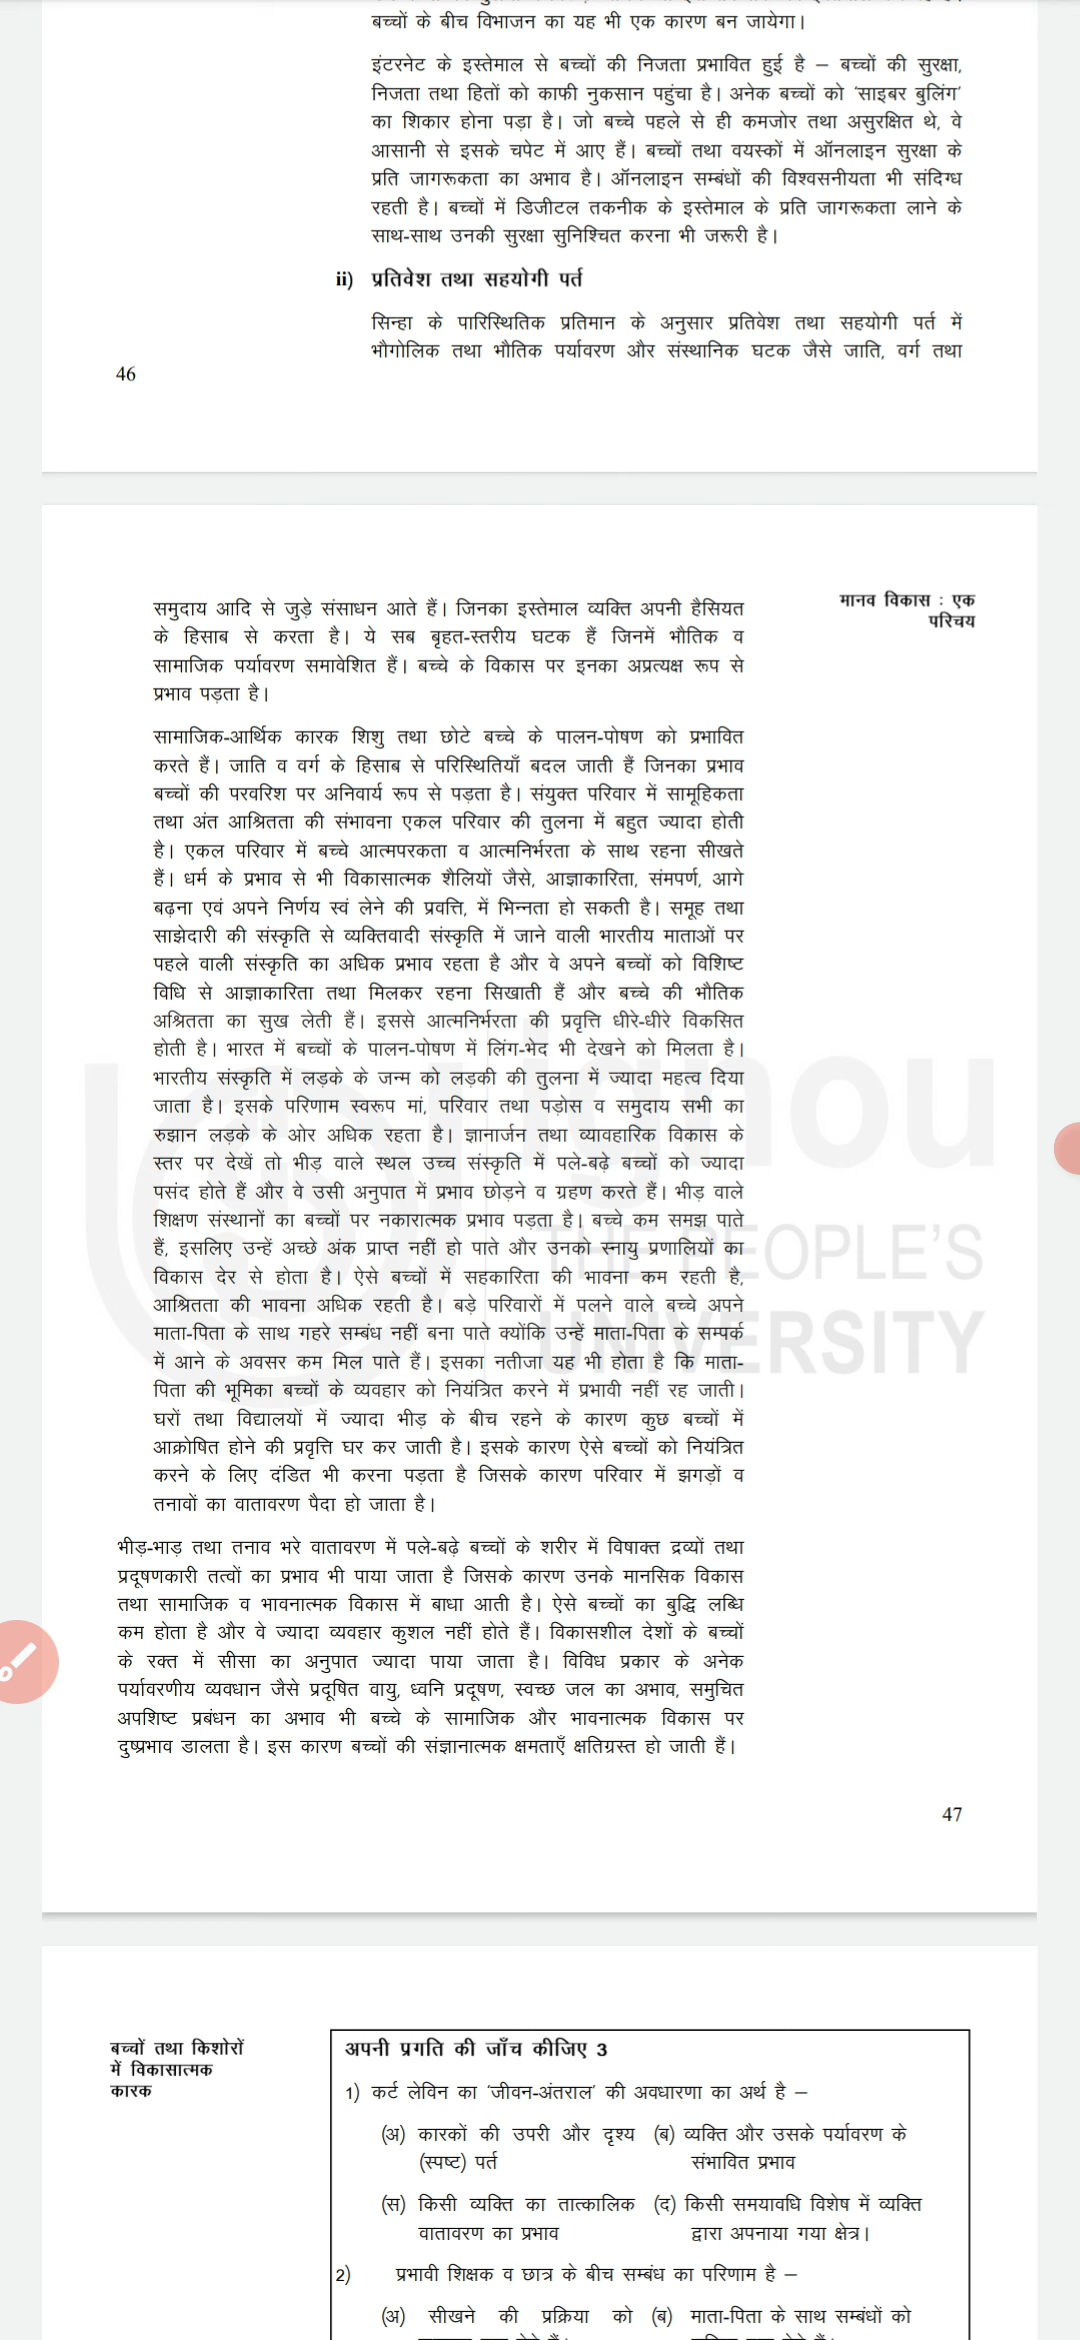 बच्चों के बीच विभाजन का यह भी एक कारण बन जायेगा।
इंटरनेट के इस्तेमाल से बच्चों की निजता प्रभावित हुई है – बच्चों की सुरक्षा,
निजता तथा हितों को काफी नुकसान पहुंचा है। अनेक बच्चों को 'साइबर बुलिंग'
का शिकार होना पड़ा है। जो बच्चे पहले से ही कमजोर तथा असुरक्षित थे, वे
आसानी से इसके चपेट में आए हैं। बच्चों तथा वयस्कों में ऑनलाइन सुरक्षा के
प्रति जागरूकता का अभाव है। ऑनलाइन सम्बंधों की विश्वसनीयता भी संदिग्ध
रहती है। बच्चों में डिजीटल तकनीक के इस्तेमाल के प्रति जागरूकता लाने के
साथ-साथ उनकी सुरक्षा सुनिश्चित करना भी जरूरी है।
ii) प्रतिवेश तथा सहयोगी पर्त
सिन्हा के पारिस्थितिक प्रतिमान के अनुसार प्रतिवेश तथा सहयोगी पर्त में
भौगोलिक तथा भौतिक पर्यावरण और संस्थानिक घटक जैसे जाति, वर्ग तथा
46
मानव विकास : एक
परिचय
समुदाय आदि से जुड़े संसाधन आते हैं। जिनका इस्तेमाल व्यक्ति अपनी हैसियत
के हिसाब से करता है। ये सब बृहत-स्तरीय घटक हैं जिनमें भौतिक व
सामाजिक पर्यावरण समावेशित हैं। बच्चे के विकास पर इनका अप्रत्यक्ष रूप से
प्रभाव पड़ता है।
सामाजिक-आर्थिक कारक शिशु तथा छोटे बच्चे के पालन-पोषण को प्रभावित
करते हैं। जाति व वर्ग के हिसाब से परिस्थितियाँ बदल जाती हैं जिनका प्रभाव
बच्चों की परवरिश पर अनिवार्य रूप से पड़ता है। संयुक्त परिवार में सामूहिकता
तथा अंत आश्रितता की संभावना एकल परिवार की तुलना में बहुत ज्यादा होती
है। एकल परिवार में बच्चे आत्मपरकता व आत्मनिर्भरता के साथ रहना सीखते
हैं। धर्म के प्रभाव से भी विकासात्मक शैलियों जैसे, आज्ञाकारिता, संमपर्ण, आगे
बढ़ना एवं अपने निर्णय स्वं लेने की प्रवत्ति, में भिन्नता हो सकती है। समूह तथा
साझेदारी की संस्कृति से व्यक्तिवादी संस्कृति में जाने वाली भारतीय माताओं पर
पहले वाली संस्कृति का अधिक प्रभाव रहता है और वे अपने बच्चों को विशिष्ट
विधि से आज्ञाकारिता तथा मिलकर रहना सिखाती हैं और बच्चे की भौतिक
अश्रितता का सुख लेती हैं। इससे आत्मनिर्भरता की प्रवृत्ति धीरे-धीरे विकसित
होती है। भारत में बच्चों के पालन-पोषण में लिंग-भेद भी देखने को मिलता है।
भारतीय संस्कृति में लड़के के जन्म को लड़की की तुलना में ज्यादा महत्व दिया
जाता है। इसके परिणाम स्वरूप मां, परिवार तथा पड़ोस व समुदाय सभी का
रुझान लड़के के ओर अधिक रहता है। ज्ञानार्जन तथा व्यावहारिक विकास के
स्तर पर देखें तो भीड़ वाले स्थल उच्च संस्कृति में पले-बढ़े बच्चों को ज्यादा
पसंद होते हैं और वे उसी अनुपात में प्रभाव छोड़ने व ग्रहण करते हैं। भीड़ वाले
शिक्षण संस्थानों का बच्चों पर नकारात्मक प्रभाव पड़ता है। बच्चे कम समझ पाते
हैं, इसलिए उन्हें अच्छे अंक प्राप्त नहीं हो पाते और उनको स्नायु प्रणालियों का
विकास देर से होता है। ऐसे बच्चों में सहकारिता की भावना कम रहती है,
आश्रितता की भावना अधिक रहती है। बड़े परिवारों में पलने वाले बच्चे अपने
माता-पिता के साथ गहरे सम्बंध नहीं बना पाते क्योंकि उन्हें माता-पिता के सम्पर्क
में आने के अवसर कम मिल पाते हैं। इसका नतीजा यह भी होता है कि माता-
पिता की भूमिका बच्चों के व्यवहार को नियंत्रित करने में प्रभावी नहीं रह जाती।
घरों तथा विद्यालयों में ज्यादा भीड़ के बीच रहने के कारण कुछ बच्चों में
आक्रोषित होने की प्रवृत्ति घर कर जाती है। इसके कारण ऐसे बच्चों को नियंत्रित
करने के लिए दंडित भी करना पड़ता है जिसके कारण परिवार में झगड़ों व
तनावों का वातावरण पैदा हो जाता है।
ignou
THE PEOPLE'S
UNIVERSITY
भीड़-भाड़ तथा तनाव भरे वातावरण में पले-बढ़े बच्चों के शरीर में विषाक्त द्रव्यों तथा
प्रदूषणकारी तत्वों का प्रभाव भी पाया जाता है जिसके कारण उनके मानसिक विकास
तथा सामाजिक व भावनात्मक विकास में बाधा आती है। ऐसे बच्चों का बुद्धि लब्धि
कम होता है और वे ज्यादा व्यवहार कुशल नहीं होते हैं। विकासशील देशों के बच्चों
के रक्त में सीसा का अनुपात ज्यादा पाया जाता है। विविध प्रकार के अनेक
पर्यावरणीय व्यवधान जैसे प्रदूषित वायु, ध्वनि प्रदूषण, स्वच्छ जल का अभाव, समुचित
अपशिष्ट प्रबंधन का अभाव भी बच्चे के सामाजिक और भावनात्मक विकास पर
दुष्प्रभाव डालता है। इस कारण बच्चों की संज्ञानात्मक क्षमताएँ क्षतिग्रस्त हो जाती हैं।
47
बच्चों तथा किशोरों
में विकासात्मक
कारक
अपनी प्रगति की जाँच कीजिए 3
1) कर्ट लेविन का 'जीवन-अंतराल' की अवधारणा का अर्थ है –
(अ) कारकों की उपरी और दृश्य (ब) व्यक्ति और उसके पर्यावरण के
(स्पष्ट) पर्त संभावित प्रभाव
(स) किसी व्यक्ति का तात्कालिक (द) किसी समयावधि विशेष में व्यक्ति
वातावरण का प्रभाव द्वारा अपनाया गया क्षेत्र।
2) प्रभावी शिक्षक व छात्र के बीच सम्बंध का परिणाम है –
(अ) सीखने की प्रक्रिया को (ब) माता-पिता के साथ सम्बंधों को